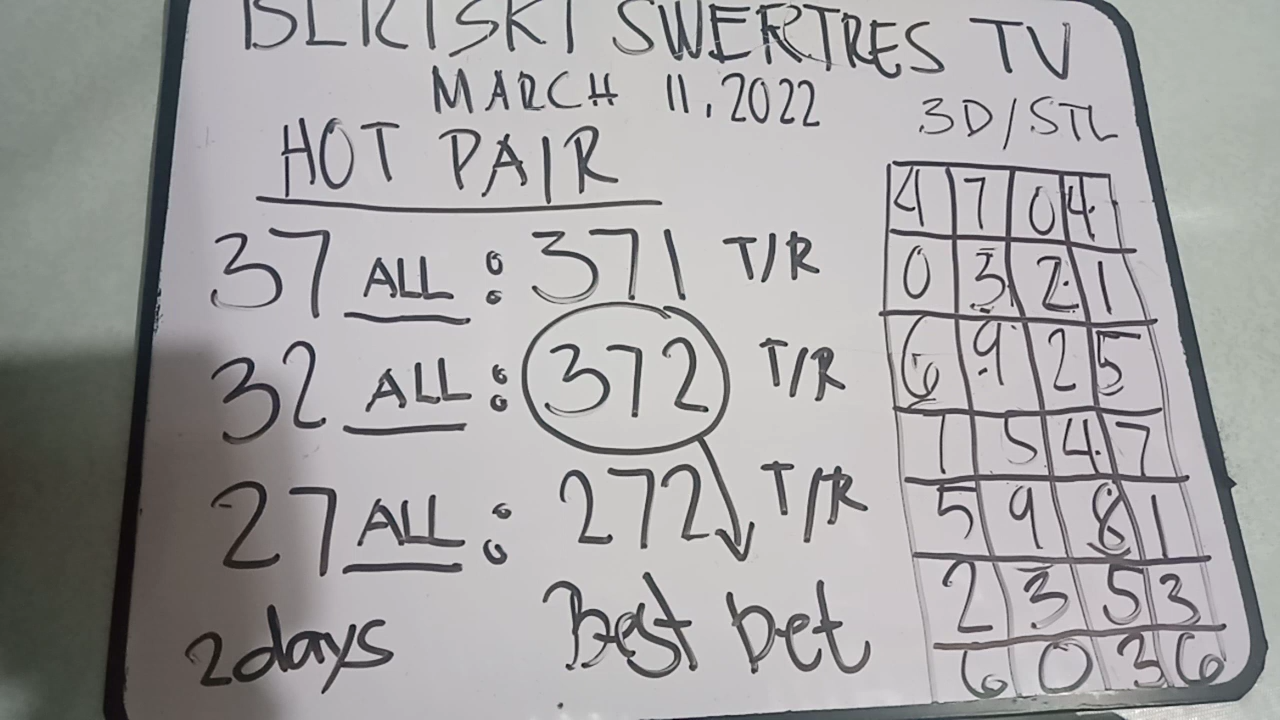 SWERTRES TV
MARCH 11, 2022
3D/STL
HOT PAIR
37 ALL : 371 T/R
32 ALL : 372 T/R
27 ALL : 272 T/R
2days Best bet
4 7 0 4
0 3 2 1
6 9 2 5
7 5 4 7
5 9 8 1
2 3 5 3
6 0 3 6